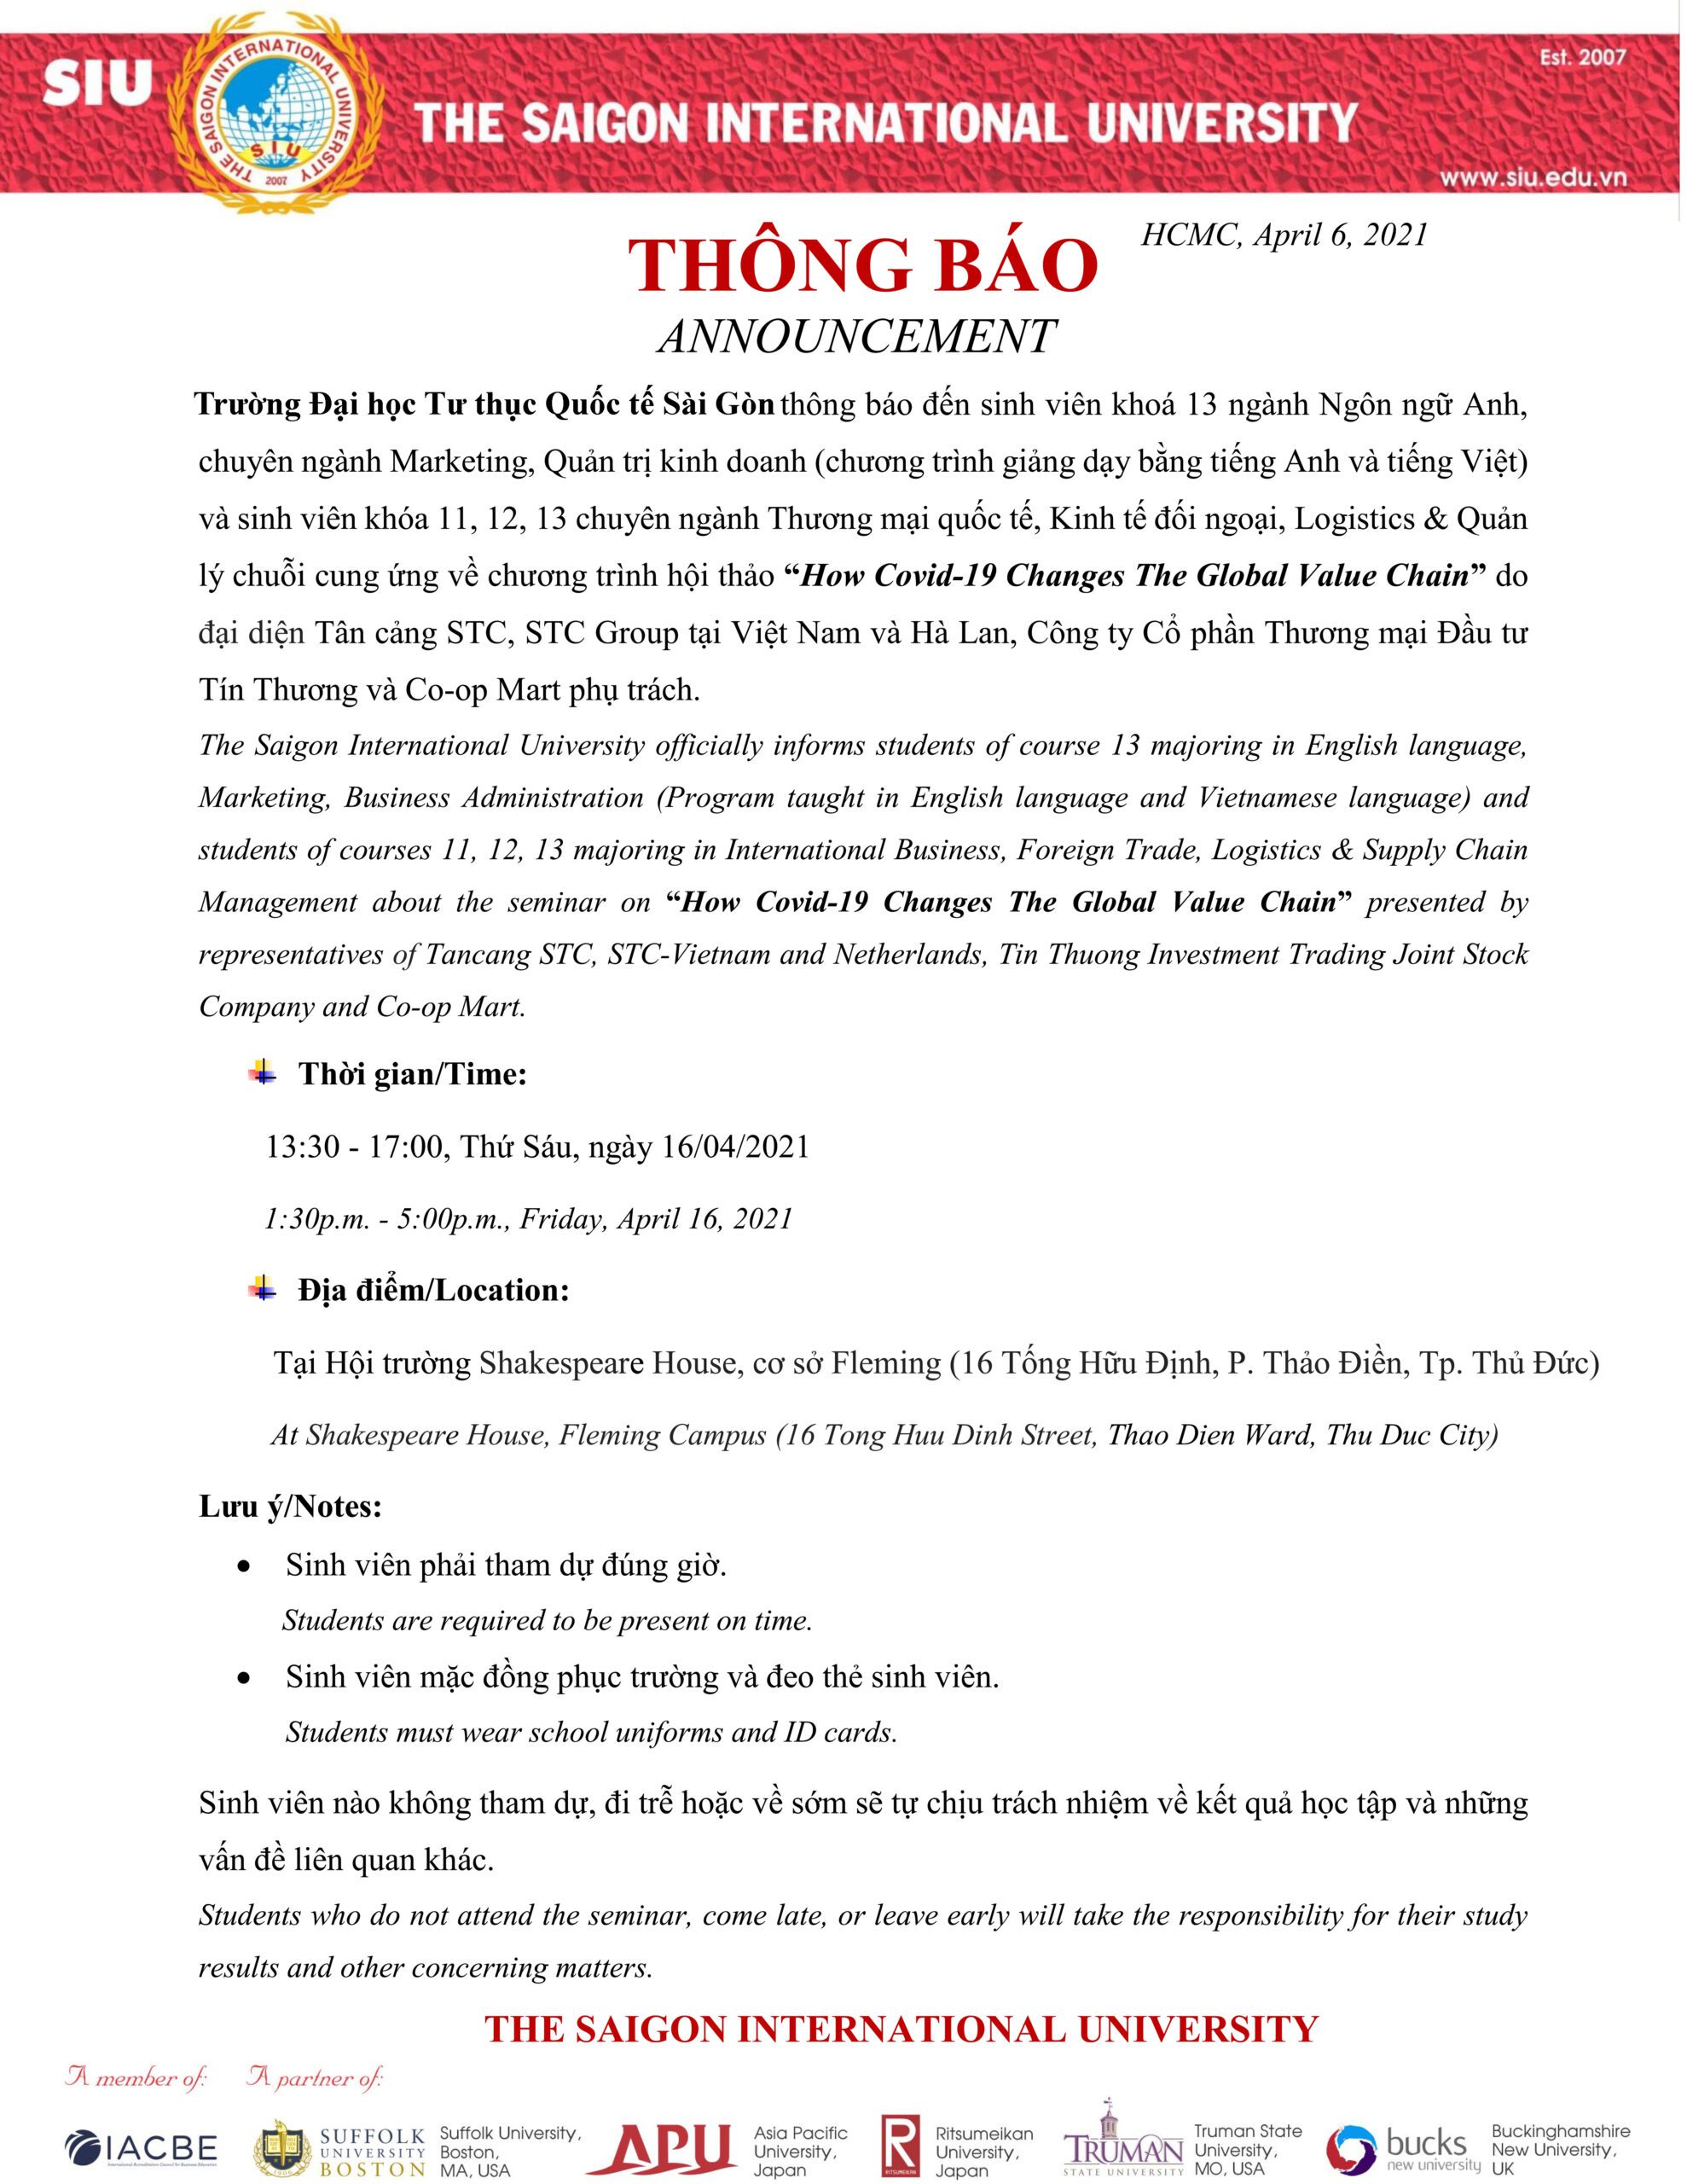 Est. 2007
SIU
THE SAIGON INTERNATIONAL UNIVERSITY
THE SAIGON INTERNATIONAL UNIVERSITY
SIU
2007
www.siu.edu.vn
HCMC, April 6, 2021
THÔNG BÁO
ANNOUNCEMENT
Trường Đại học Tư thục Quốc tế Sài Gòn thông báo đến sinh viên khoá 13 ngành Ngôn ngữ Anh,
chuyên ngành Marketing, Quản trị kinh doanh (chương trình giảng dạy bằng tiếng Anh và tiếng Việt)
và sinh viên khóa 11, 12, 13 chuyên ngành Thương mại quốc tế, Kinh tế đối ngoại, Logistics & Quản
lý chuỗi cung ứng về chương trình hội thảo “How Covid-19 Changes The Global Value Chain” do
đại diện Tân cảng STC, STC Group tại Việt Nam và Hà Lan, Công ty Cổ phần Thương mại Đầu tư
Tín Thương và Co-op Mart phụ trách.
The Saigon International University officially informs students of course 13 majoring in English language,
Marketing, Business Administration (Program taught in English language and Vietnamese language) and
students of courses 11, 12, 13 majoring in International Business, Foreign Trade, Logistics & Supply Chain
Management about the seminar on “How Covid-19 Changes The Global Value Chain” presented by
representatives of Tancang STC, STC-Vietnam and Netherlands, Tin Thuong Investment Trading Joint Stock
Company and Co-op Mart.
Thời gian/Time:
13:30 - 17:00, Thứ Sáu, ngày 16/04/2021
1:30p.m. - 5:00p.m., Friday, April 16, 2021
Địa điểm/Location:
Tại Hội trường Shakespeare House, cơ sở Fleming (16 Tống Hữu Định, P. Thảo Điền, Tp. Thủ Đức)
At Shakespeare House, Fleming Campus (16 Tong Huu Dinh Street, Thao Dien Ward, Thu Duc City)
Lưu ý/Notes:
• Sinh viên phải tham dự đúng giờ.
Students are required to be present on time.
• Sinh viên mặc đồng phục trường và đeo thẻ sinh viên.
Students must wear school uniforms and ID cards.
Sinh viên nào không tham dự, đi trễ hoặc về sớm sẽ tự chịu trách nhiệm về kết quả học tập và những
vấn đề liên quan khác.
Students who do not attend the seminar, come late, or leave early will take the responsibility for their study
results and other concerning matters.
THE SAIGON INTERNATIONAL UNIVERSITY
A member of: A partner of:
IACBE
SUFFOLK
UNIVERSITY
BOSTON
Suffolk University,
Boston,
MA, USA
APU
Asia Pacific
University,
Japan
R
RITSUMEIKAN
Ritsumeikan
University,
Japan
TRUMAN
STATE UNIVERSITY
Truman State
University,
MO, USA
bucks
new university
Buckinghamshire
New University,
UK